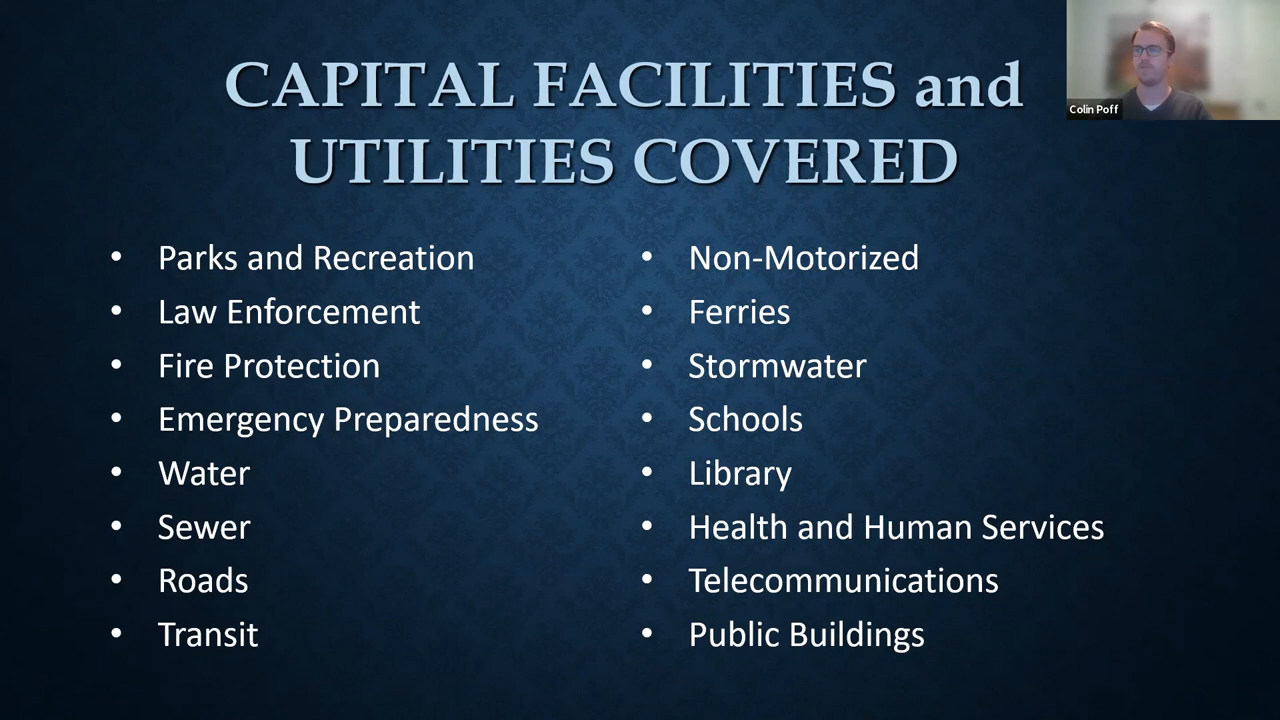 CAPITAL FACILITIES and
UTILITIES COVERED
Colin Poff
• Parks and Recreation
• Law Enforcement
• Fire Protection
• Emergency Preparedness
• Water
• Sewer
• Roads
• Transit
• Non-Motorized
• Ferries
• Stormwater
• Schools
• Library
• Health and Human Services
• Telecommunications
• Public Buildings